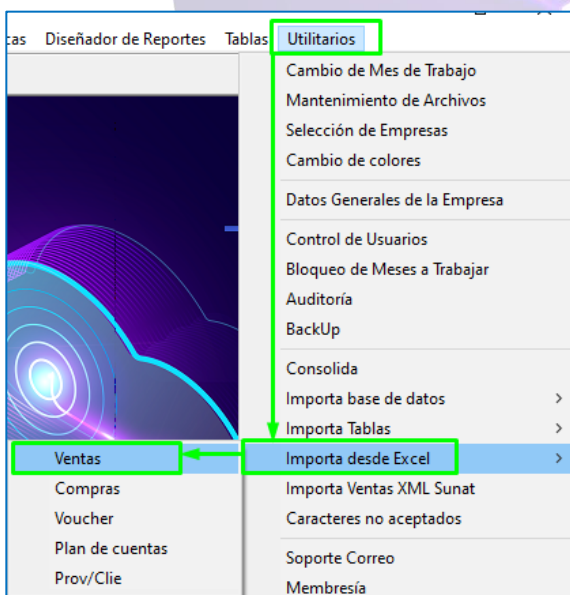 Diseñador de Reportes Tablas Utilitarios
Cambio de Mes de Trabajo
Mantenimiento de Archivos
Selección de Empresas
Cambio de colores
Datos Generales de la Empresa
Control de Usuarios
Bloqueo de Meses a Trabajar
Auditoría
BackUp
Consolida
Importa base de datos
Importa Tablas
Importa desde Excel
Importa Ventas XML Sunat
Caracteres no aceptados
Soporte Correo
Membresía
Ventas
Compras
Voucher
Plan de cuentas
Prov/Clie